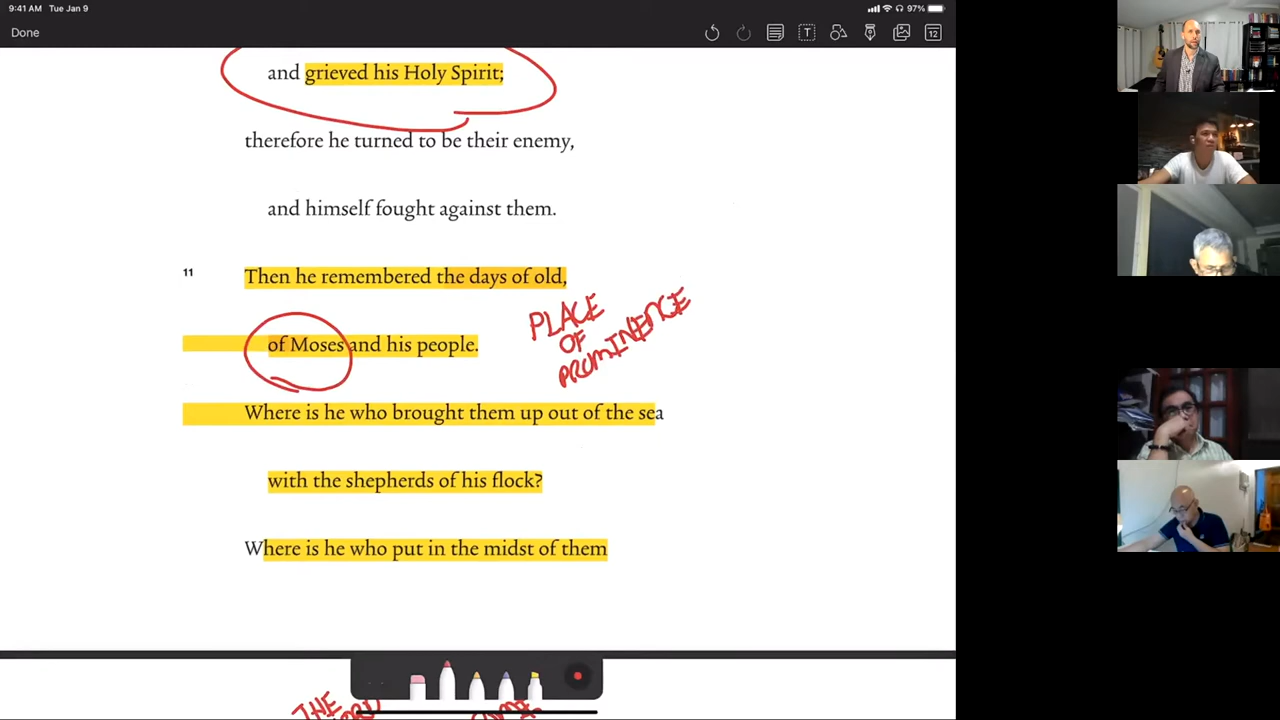 9:41 AM Tue Jan 9
97%
Done
12
and grieved his Holy Spirit;
therefore he turned to be their enemy,
and himself fought against them.
11 Then he remembered the days of old,
of Moses and his people.
PLACE
OF
PROMINENCE
Where is he who brought them up out of the sea
with the shepherds of his flock?
Where is he who put in the midst of them
THE